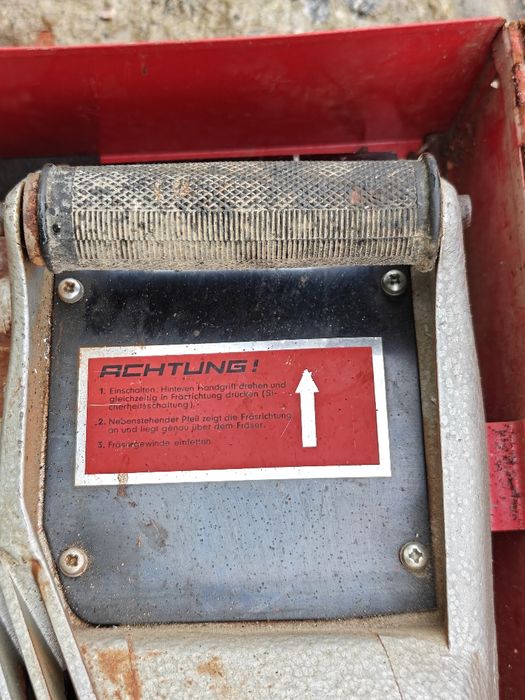 ACHTUNG!
1. Einschalten: Hinteren Handgriff drehen und
gleichzeitig in Fräsrichtung drücken (Si-
cherheitsschaltung).
2. Nebenstehender Pfeil zeigt die Fräsrichtung
an und liegt genau über dem Fräser.
3. Fräsergewinde einfetten.